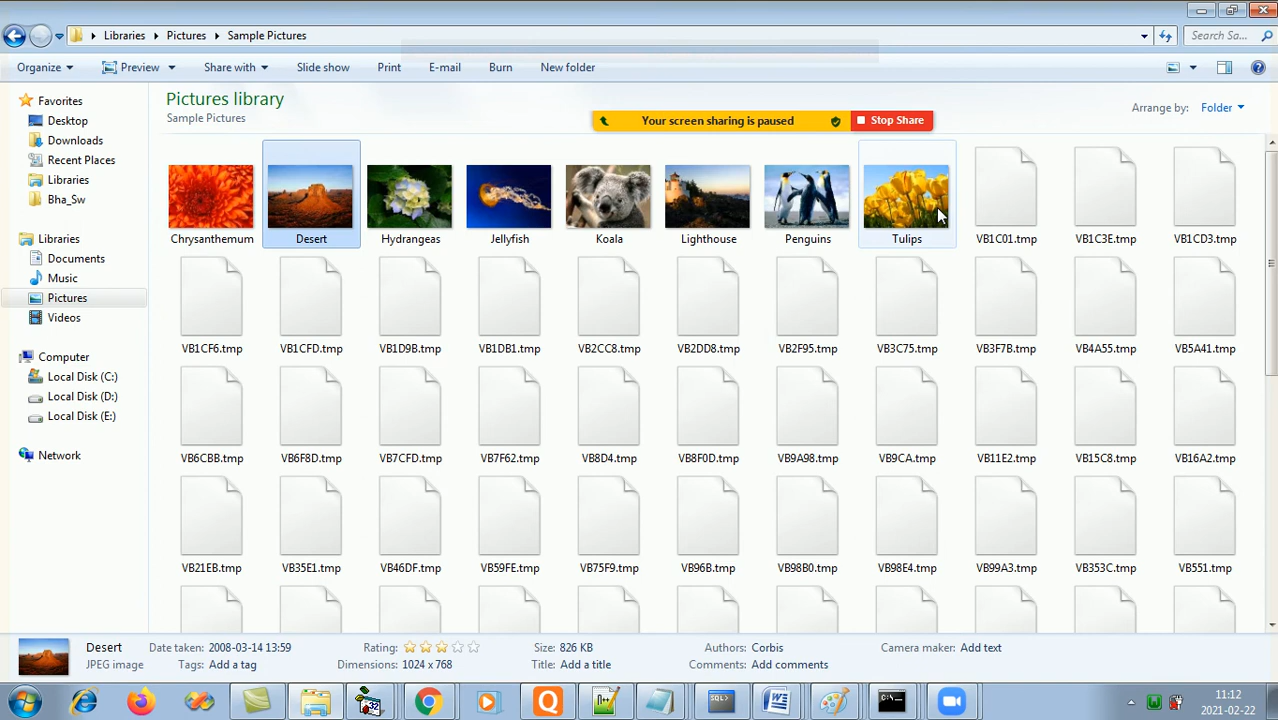 Libraries
Pictures
Sample Pictures
Search Sa...
Organize
Preview
Share with
Slide show
Print
E-mail
Burn
New folder
Favorites
Desktop
Downloads
Recent Places
Libraries
Bha_Sw
Libraries
Documents
Music
Pictures
Videos
Computer
Local Disk (C:)
Local Disk (D:)
Local Disk (E:)
Network
Pictures library
Sample Pictures
Arrange by: Folder
Your screen sharing is paused
Stop Share
Chrysanthemum Desert Hydrangeas Jellyfish Koala Lighthouse Penguins Tulips VB1C01.tmp VB1C3E.tmp VB1CD3.tmp
VB1CF6.tmp VB1CFD.tmp VB1D9B.tmp VB1DB1.tmp VB2CC8.tmp VB2DD8.tmp VB2F95.tmp VB3C75.tmp VB3F7B.tmp VB4A55.tmp VB5A41.tmp
VB6CBB.tmp VB6F8D.tmp VB7CFD.tmp VB7F62.tmp VB8D4.tmp VB8F0D.tmp VB9A98.tmp VB9CA.tmp VB11E2.tmp VB15C8.tmp VB16A2.tmp
VB21EB.tmp VB35E1.tmp VB46DF.tmp VB59FE.tmp VB75F9.tmp VB96B.tmp VB98B0.tmp VB98E4.tmp VB99A3.tmp VB353C.tmp VB551.tmp
Desert Date taken: 2008-03-14 13:59 Rating: Size: 826 KB Authors: Corbis Camera maker: Add text
JPEG image Tags: Add a tag Dimensions: 1024 x 768 Title: Add a title Comments: Add comments
11:12
2021-02-22